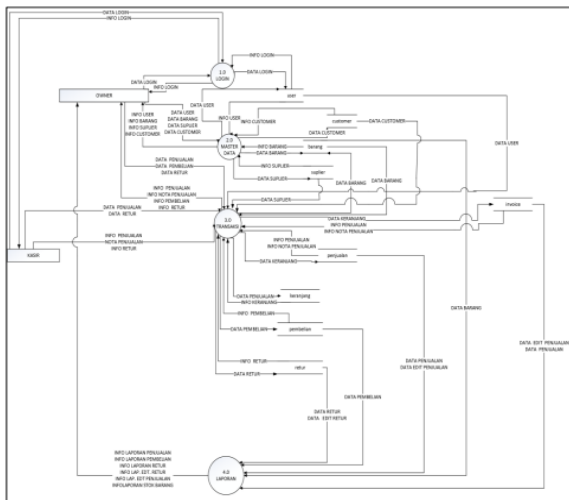 DATA LOGIN
INFO LOGIN
INFO LOGIN
1.0
LOGIN
DATA LOGIN
INFO LOGIN
DATA LOGIN
OWNER
user
DATA USER
INFO USER
INFO BARANG
INFO SUPLIER
INFO CUSTOMER
DATA USER
DATA BARANG
DATA SUPLIER
DATA CUSTOMER
INFO USER
INFO CUSTOMER
customer
DATA CUSTOMER
DATA CUSTOMER
2.0
MASTER
DATA
INFO BARANG
DATA BARANG
barang
DATA USER
INFO SUPLIER
suplier
DATA SUPLIER
DATA BARANG
DATA BARANG
DATA PENJUALAN
DATA PEMBELIAN
DATA RETUR
INFO PENJUALAN
INFO NOTA PENJUALAN
INFO PEMBELIAN
INFO RETUR
DATA SUPLIER
DATA PENJUALAN
DATA RETUR
3.0
TRANSAKSI
DATA KERANJANG
INFO PENJUALAN
INFO NOTA PENJUALAN
INFO PENJUALAN
NOTA PENJUALAN
INFO RETUR
KASIR
INFO PENJUALAN
INFO NOTA PENJUALAN
penjualan
DATA KERANJANG
DATA PENJUALAN
INFO KERANJANG
keranjang
INFO PEMBELIAN
DATA PEMBELIAN
pembelian
DATA BARANG
DATA EDIT PENJUALAN
DATA PENJUALAN
INFO RETUR
retur
DATA RETUR
DATA PENJUALAN
DATA EDIT PENJUALAN
DATA PEMBELIAN
DATA RETUR
DATA EDIT RETUR
INFO LAPORAN PENJUALAN
INFO LAPORAN PEMBELIAN
INFO LAPORAN RETUR
INFO LAP. EDT. RETUR
INFO LAP. EDT PENJUALAN
INFOLAPORAN STOK BARANG
4.0
LAPORAN